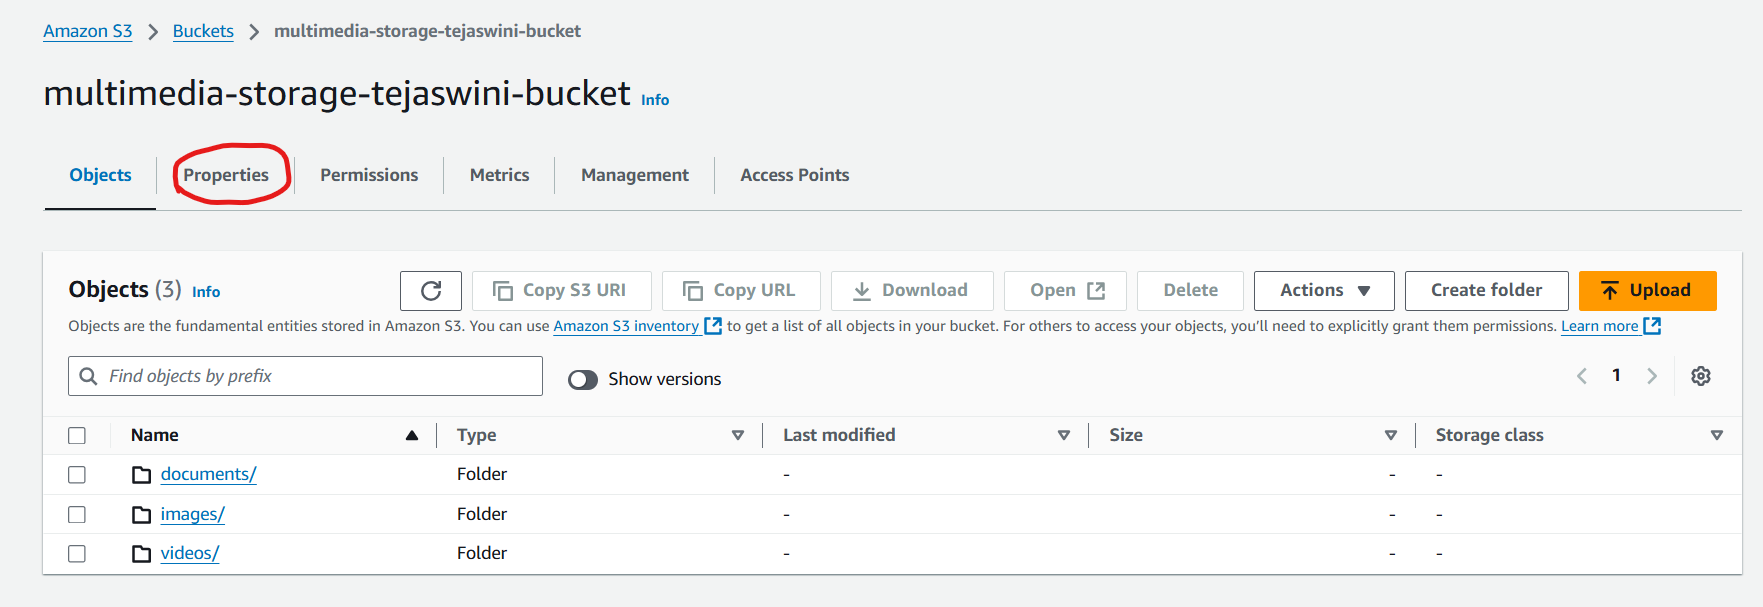 Amazon S3 > Buckets > multimedia-storage-tejaswini-bucket
multimedia-storage-tejaswini-bucket Info
Objects Properties Permissions Metrics Management Access Points
Objects (3) Info Copy S3 URI Copy URL Download Open Delete Actions Create folder Upload
Objects are the fundamental entities stored in Amazon S3. You can use Amazon S3 inventory to get a list of all objects in your bucket. For others to access your objects, you'll need to explicitly grant them permissions. Learn more
Find objects by prefix Show versions 1
Name Type Last modified Size Storage class
documents/ Folder - - -
images/ Folder - - -
videos/ Folder - - -